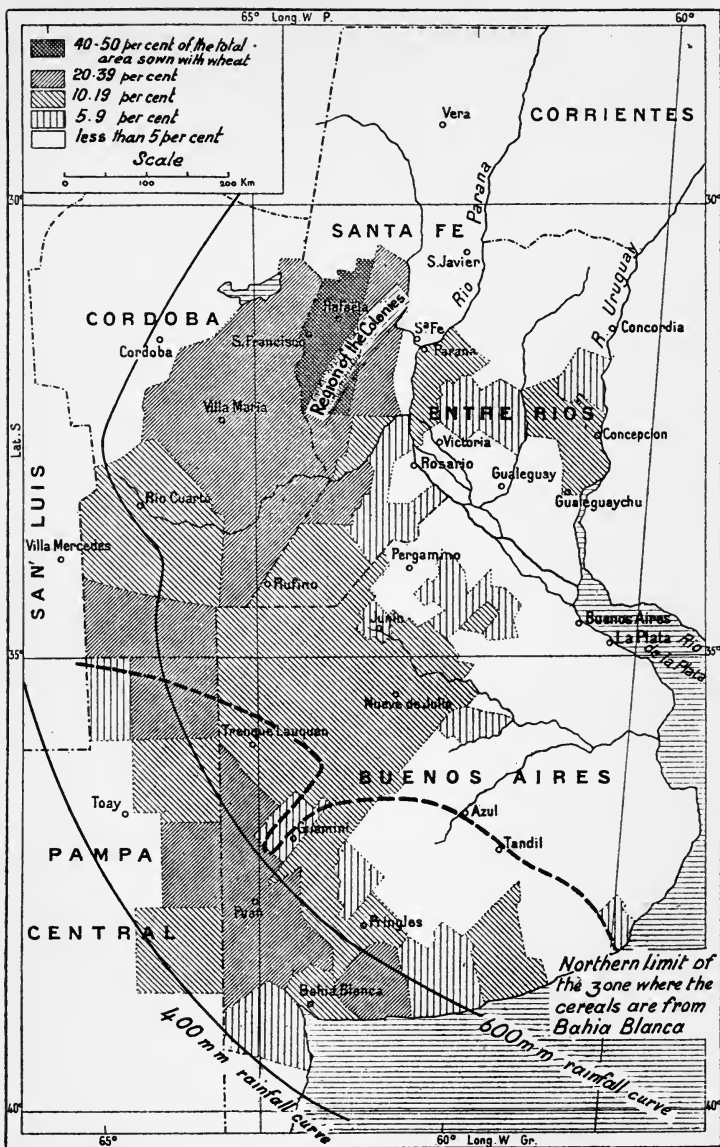 65° Long. W P. 60°
40-50 per cent of the total
area sown with wheat
20.39 per cent
10.19 per cent
5.9 per cent
less than 5 per cent
Scale
0 100 200 Km
CORRIENTES
Vera
30° 30°
SANTA FE
Rio Parana
S. Javier
R. Uruguay
CORDOBA
Cordoba
Rafaela
S. Francisco
Region of the Colonies
Sª Fe
Parana
Concordia
Villa Maria
ENTRE RIOS
Lat. S
Victoria
Concepcion
Rosario
Gualeguay
Gualeguaychu
SAN LUIS
Rio Cuarto
Villa Mercedes
Pergamino
Rufino
Junin
Buenos Aires
La Plata
Rio
de la Plata
35° 35°
Nueve de Julio
Trenque Lauquen
BUENOS AIRES
Toay
Guamini
Azul
Tandil
PAMPA
CENTRAL
Puan
Pringles
Bahia Blanca
Northern limit of
the zone where the
cereals are from
Bahia Blanca
400 mm rainfall curve
600 mm rainfall curve
40° 40°
65° 60° Long. W Gr.